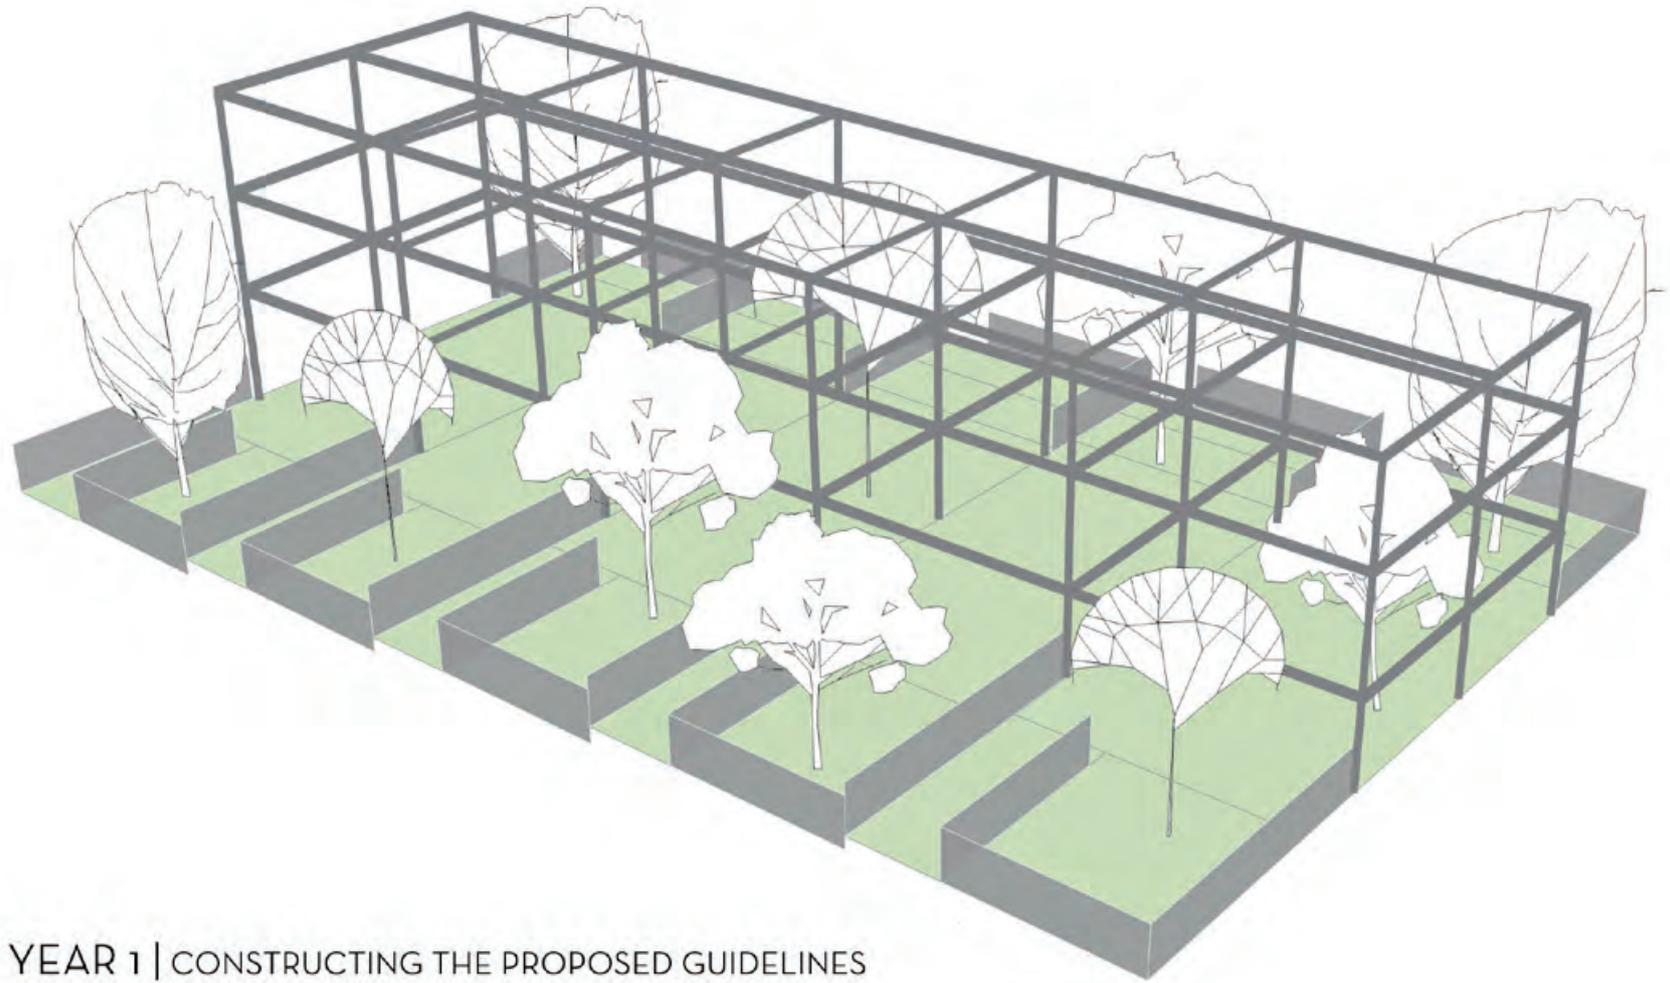 YEAR 1 | CONSTRUCTING THE PROPOSED GUIDELINES